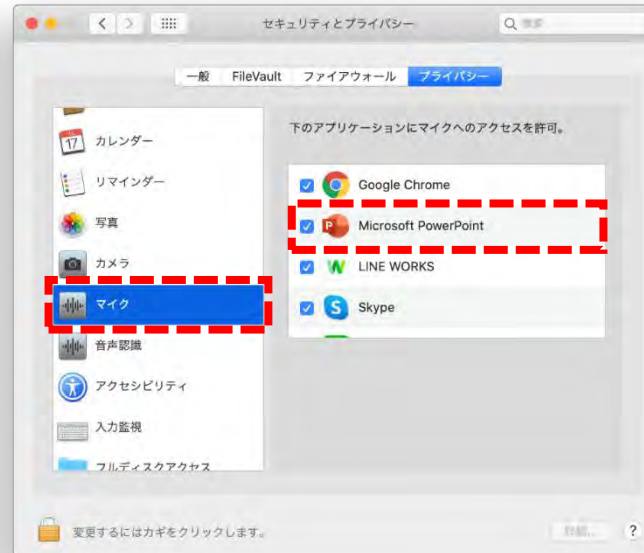 セキュリティとプライバシー
検索
一般 FileVault ファイアウォール プライバシー
17
カレンダー
リマインダー
写真
カメラ
マイク
音声認識
アクセシビリティ
入力監視
フルディスクアクセス
下のアプリケーションにマイクへのアクセスを許可。
Google Chrome
Microsoft PowerPoint
LINE WORKS
Skype
変更するにはカギをクリックします。
詳細...
?